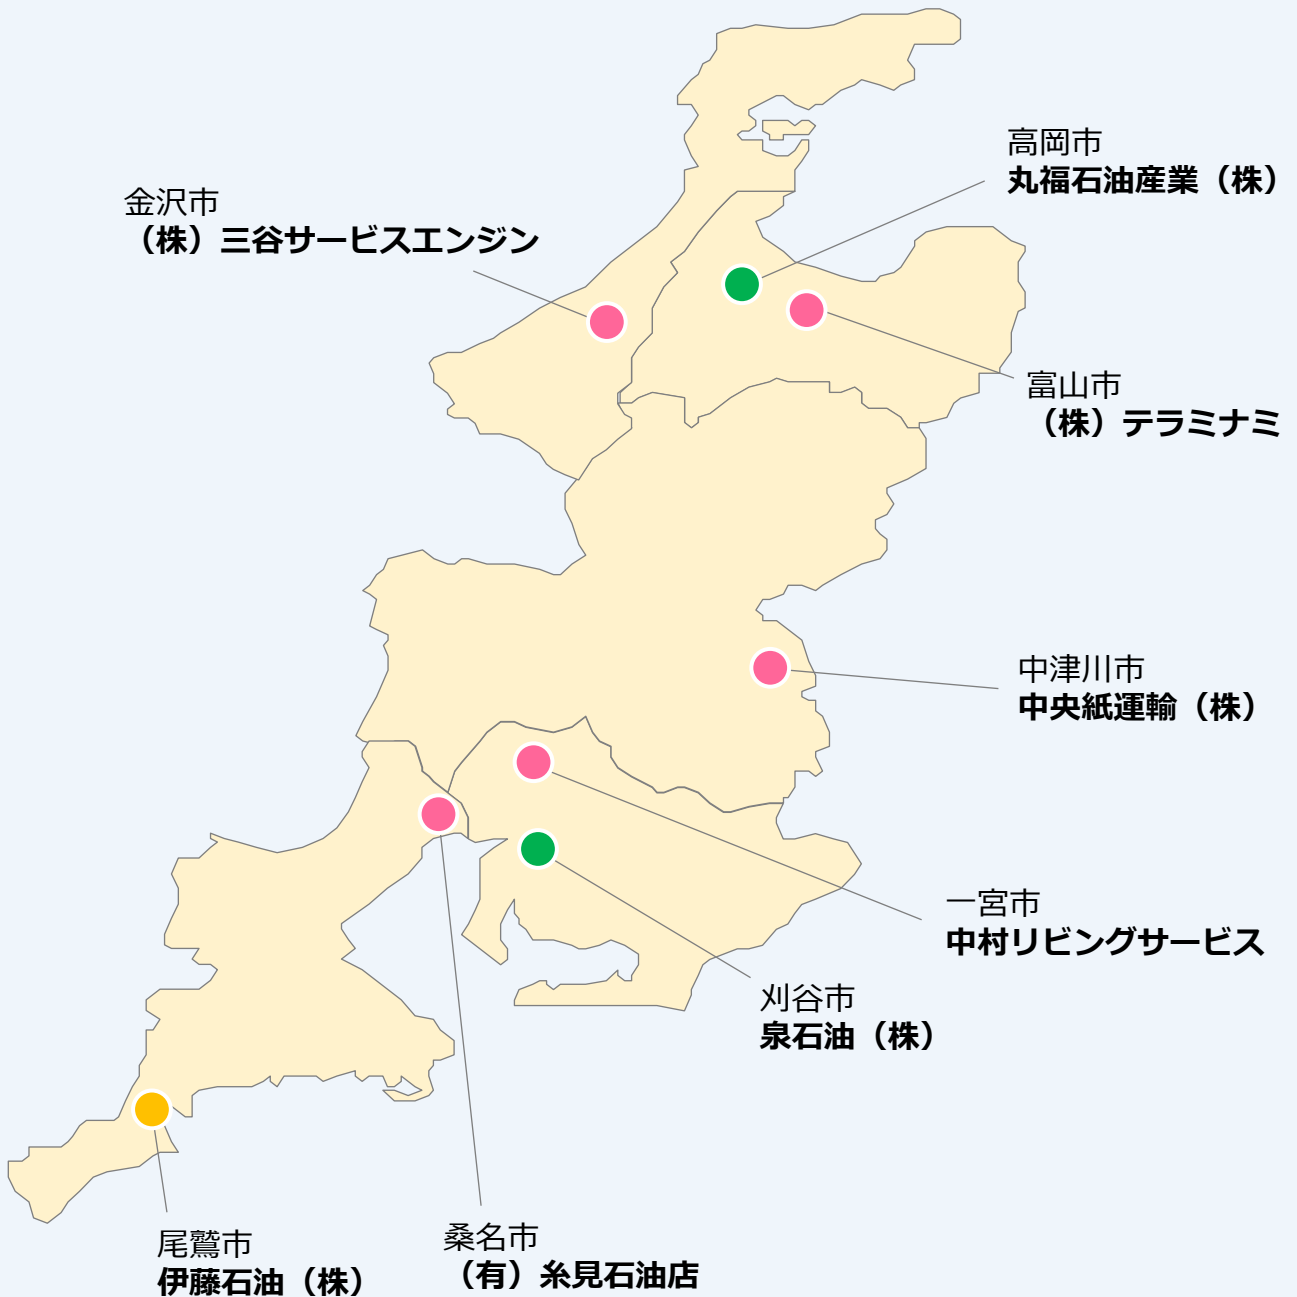 高岡市
丸福石油産業（株）
金沢市
（株）三谷サービスエンジン
富山市
（株）テラミナミ
中津川市
中央紙運輸（株）
一宮市
中村リビングサービス
刈谷市
泉石油（株）
桑名市
（有）糸見石油店
尾鷲市
伊藤石油（株）